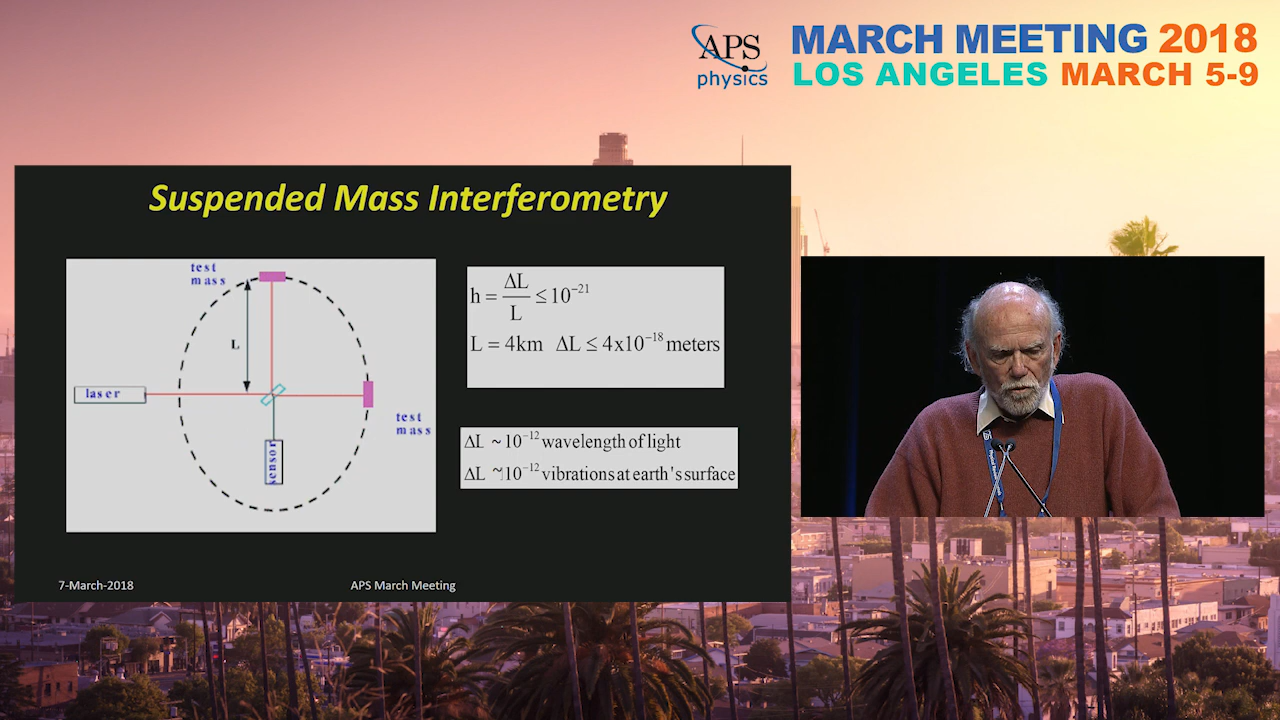 APS
physics
MARCH MEETING 2018
LOS ANGELES MARCH 5-9
Suspended Mass Interferometry
test
mass
L
laser
test
mass
sensor
h = ΔL/L ≤ 10⁻²¹
L = 4km ΔL ≤ 4x10⁻¹⁸ meters
ΔL ~ 10⁻¹² wavelength of light
ΔL ~ 10⁻¹² vibrations at earth's surface
7-March-2018
APS March Meeting